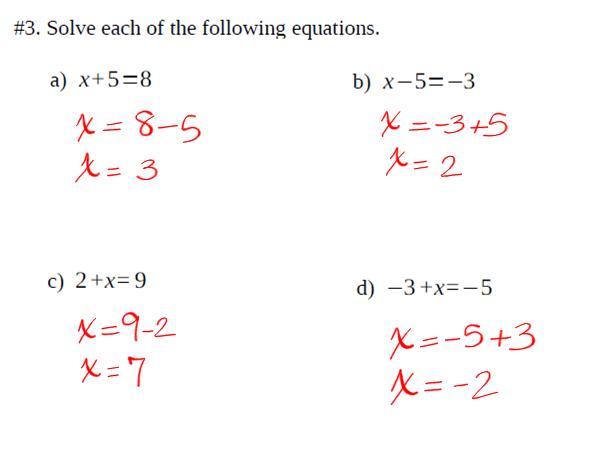 #3. Solve each of the following equations.
a) x+5=8
x = 8-5
x = 3
b) x−5=−3
x = -3+5
x = 2
c) 2+x=9
x=9-2
x=7
d) −3+x=−5
x=-5+3
x=-2